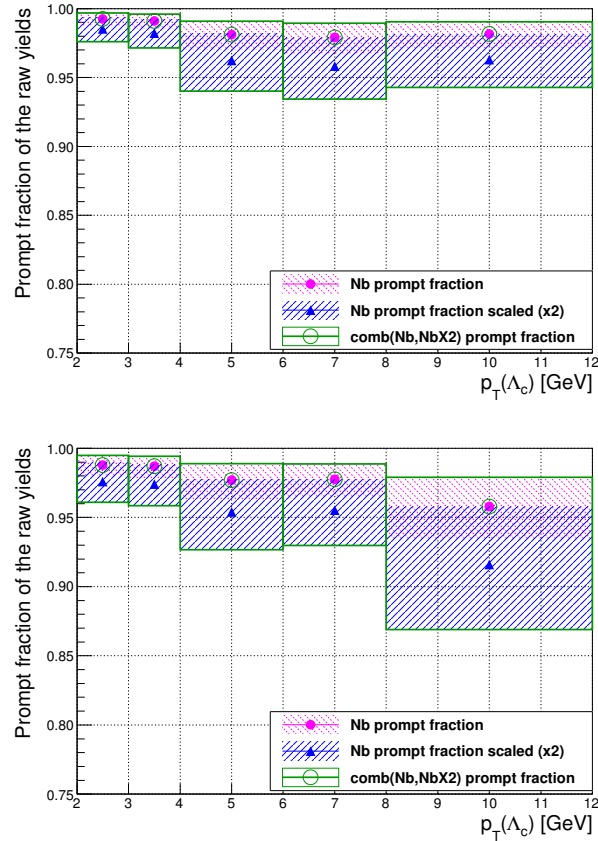 Prompt fraction of the raw yields
1.00
0.95
0.90
0.85
0.80
0.75
Nb prompt fraction
Nb prompt fraction scaled (x2)
comb(Nb,NbX2) prompt fraction
2 3 4 5 6 7 8 9 10 11 12
p_T(Λ_c) [GeV]
Prompt fraction of the raw yields
1.00
0.95
0.90
0.85
0.80
0.75
Nb prompt fraction
Nb prompt fraction scaled (x2)
comb(Nb,NbX2) prompt fraction
2 3 4 5 6 7 8 9 10 11 12
p_T(Λ_c) [GeV]